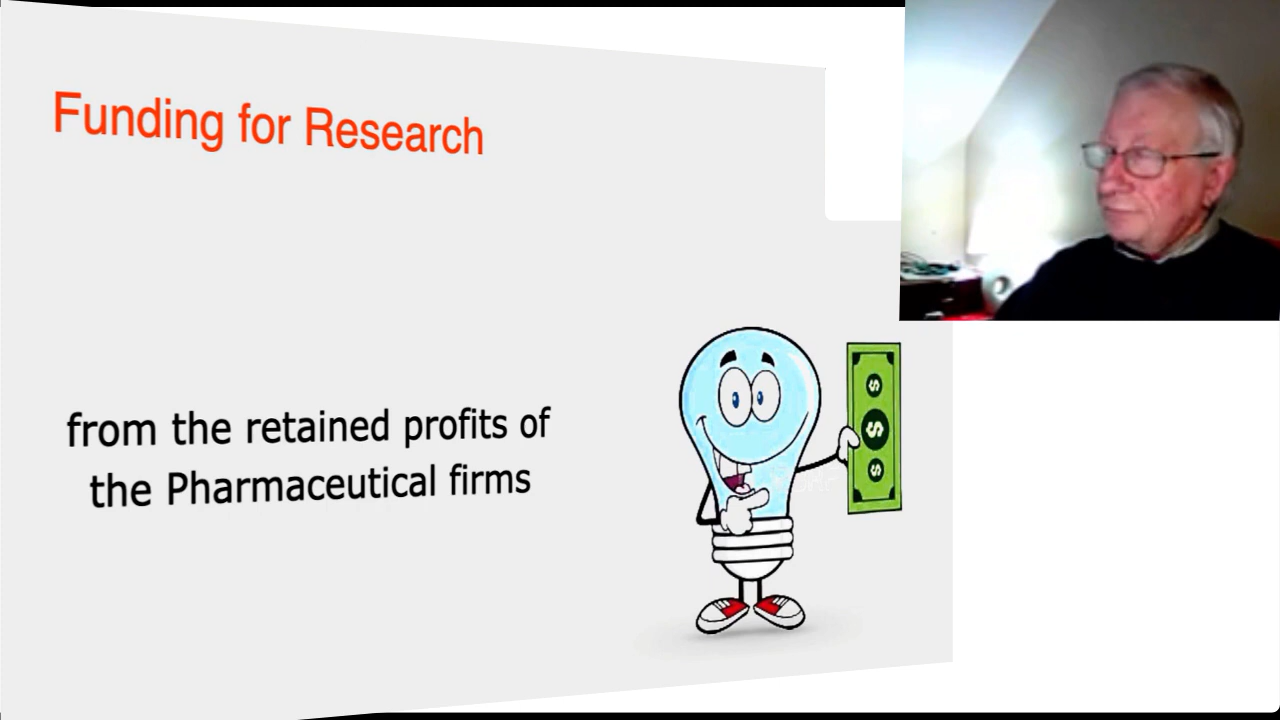 Funding for Research
from the retained profits of
the Pharmaceutical firms